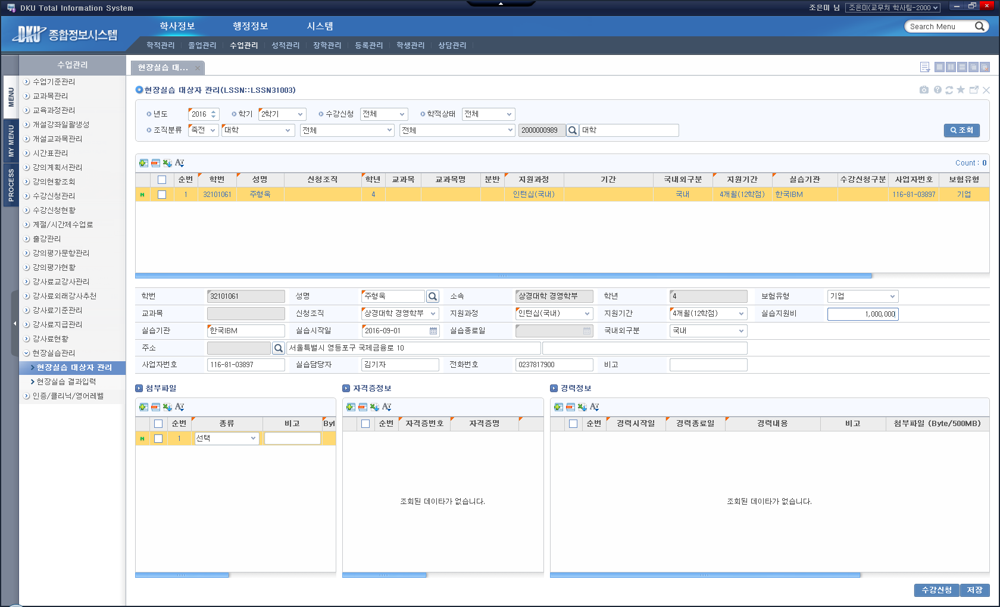 DKU Total Information System
조은미 님
조은미(교무처 학사팀-2000
DKU 종합정보시스템
학사정보 행정정보 시스템
Search Menu
학적관리 졸업관리 수업관리 성적관리 장학관리 등록관리 학생관리 상담관리
MENU
MY MENU
PROCESS
수업관리
수업기준관리
교과목관리
교육과정관리
개설강좌일괄생성
개설교과목관리
시간표관리
강의계획서관리
강의현황조회
수강신청관리
수강신청현황
계절/시간제수업료
출강관리
강의평가문항관리
강의평가현황
강사료교강사관리
강사료외래강사추천
강사료기준관리
강사료지급관리
강사료현황
현장실습관리
현장실습 대상자 관리
현장실습 결과입력
인증/클리닉/영어레벨
현장실습 대...
현장실습 대상자 관리(LSSN::LSSN31003)
년도 2016 학기 2학기 수강신청 전체 학적상태 전체
조직분류 죽전 대학 전체 전체 2000000989 대학 조회
Count : 0
순번 학번 성명 신청조직 학년 교과목 교과목명 분반 지원과정 기간 국내외구분 지원기간 실습기관 수강신청구분 사업자번호 보험유형
N 1 32101061 주형욱 4 인턴십(국내) 국내 4개월(12학점) 한국IBM 116-81-03897 기업
학번 32101061 성명 주형욱 소속 상경대학 경영학부 학년 4 보험유형 기업
교과목 신청조직 상경대학 경영학부 지원과정 인턴십(국내) 지원기간 4개월(12학점) 실습지원비 1,000,000
실습기관 한국IBM 실습시작일 2016-09-01 실습종료일 국내외구분 국내
주소 서울특별시 영등포구 국제금융로 10
사업자번호 116-81-03897 실습담당자 김기자 전화번호 0237817900 비고
첨부파일
순번 종류 비고 Byt
N 1 선택
자격증정보
순번 자격증번호 자격증명
조회된 데이타가 없습니다.
경력정보
순번 경력시작일 경력종료일 경력내용 비고 첨부파일 (Byte/500MB)
조회된 데이타가 없습니다.
수강신청 저장